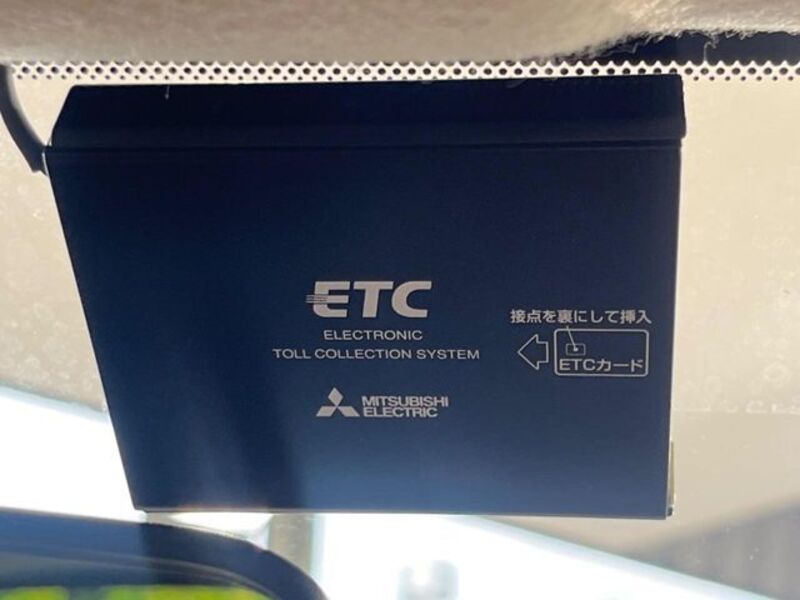 ETC
ELECTRONIC
TOLL COLLECTION SYSTEM
接点を裏にして挿入
ETCカード
MITSUBISHI
ELECTRIC